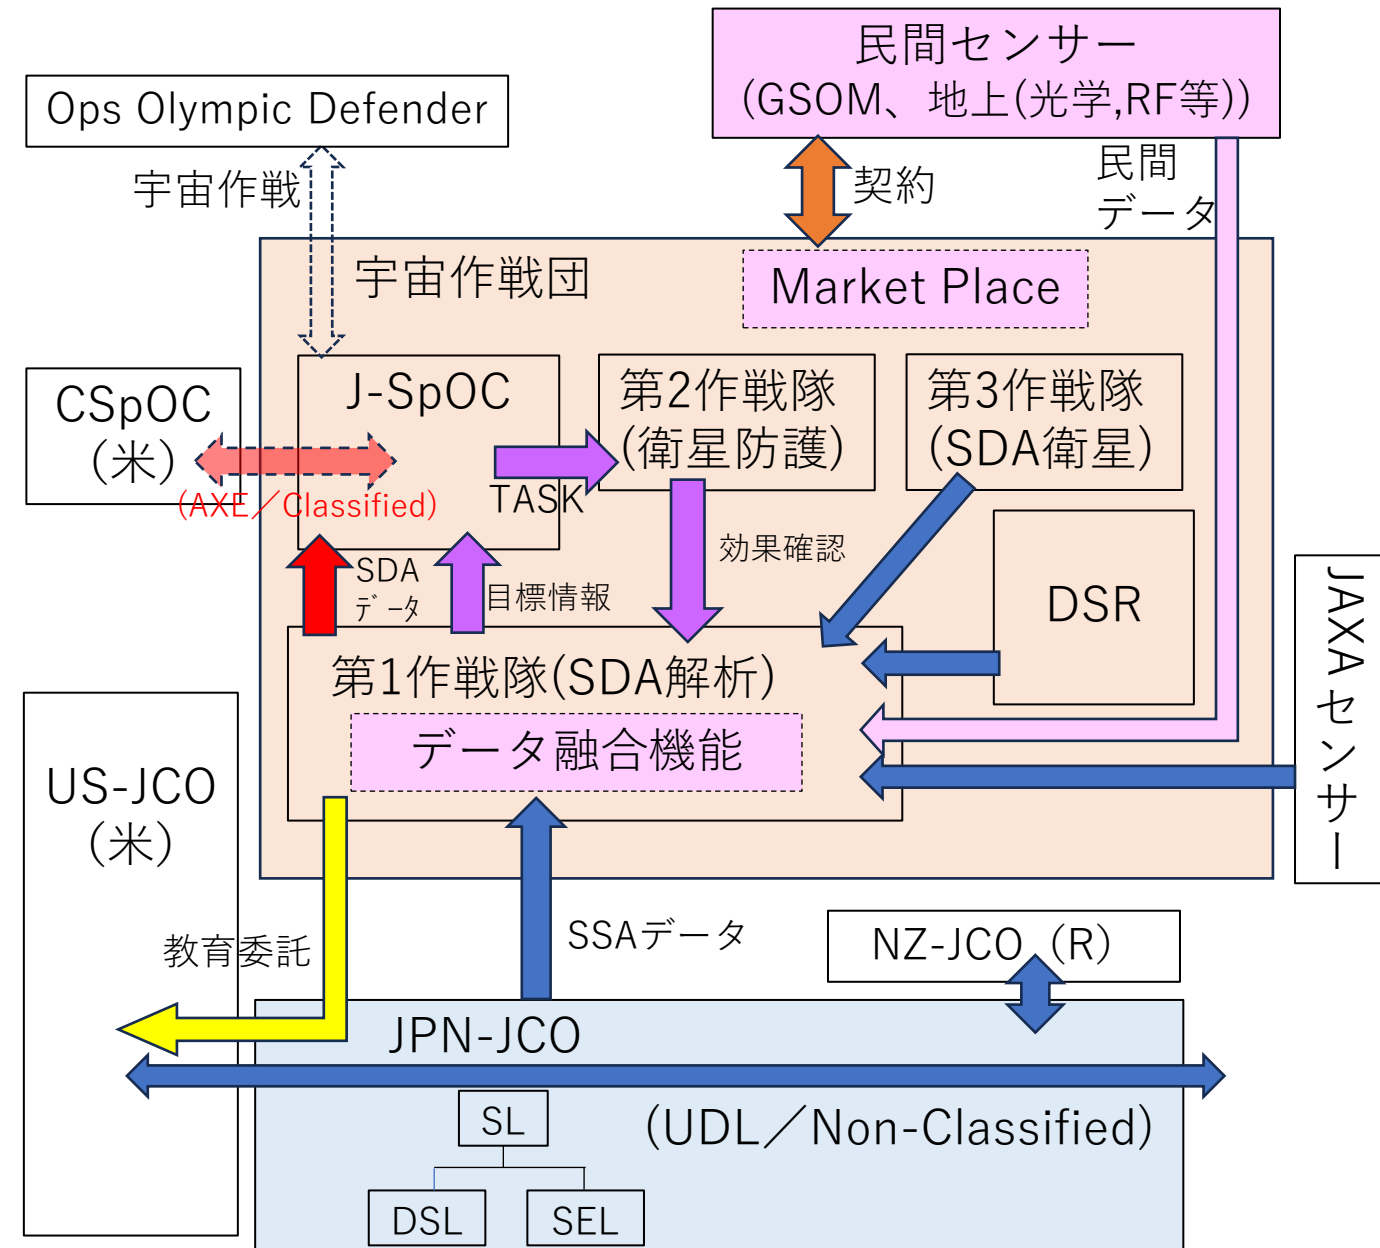 民間センサー
(GSOM、地上(光学,RF等))
Ops Olympic Defender
宇宙作戦
契約
民間
データ
宇宙作戦団
Market Place
CSpOC
(米)
J-SpOC
第2作戦隊
(衛星防護)
第3作戦隊
(SDA衛星)
(AXE／Classified)
TASK
SDA
ﾃﾞｰﾀ
目標情報
効果確認
DSR
JAXAセンサー
第1作戦隊(SDA解析)
データ融合機能
US-JCO
(米)
教育委託
SSAデータ
NZ-JCO（R）
JPN-JCO
(UDL／Non-Classified)
SL
DSL
SEL